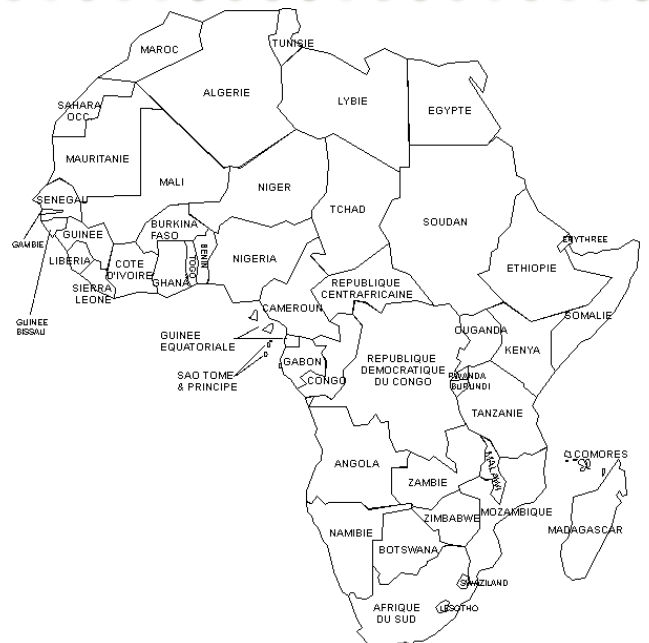 TUNISIE
MAROC
ALGERIE
LYBIE
EGYPTE
SAHARA
OCC
MAURITANIE
MALI
NIGER
TCHAD
SOUDAN
SENEGAL
GAMBIE
GUINEE
BURKINA
FASO
BENIN
TOGO
NIGERIA
ERYTHREE
ETHIOPIE
LIBERIA
COTE
D'IVOIRE
GHANA
SIERRA
LEONE
REPUBLIQUE
CENTRAFRICAINE
CAMEROUN
SOMALIE
GUINEE
BISSAU
GUINEE
EQUATORIALE
OUGANDA
KENYA
GABON
REPUBLIQUE
DEMOCRATIQUE
DU CONGO
SAO TOME
& PRINCIPE
CONGO
RWANDA
BURUNDI
TANZANIE
ANGOLA
COMORES
MALAWI
ZAMBIE
MOZAMBIQUE
ZIMBABWE
MADAGASCAR
NAMIBIE
BOTSWANA
SWAZILAND
AFRIQUE
DU SUD
LESOTHO